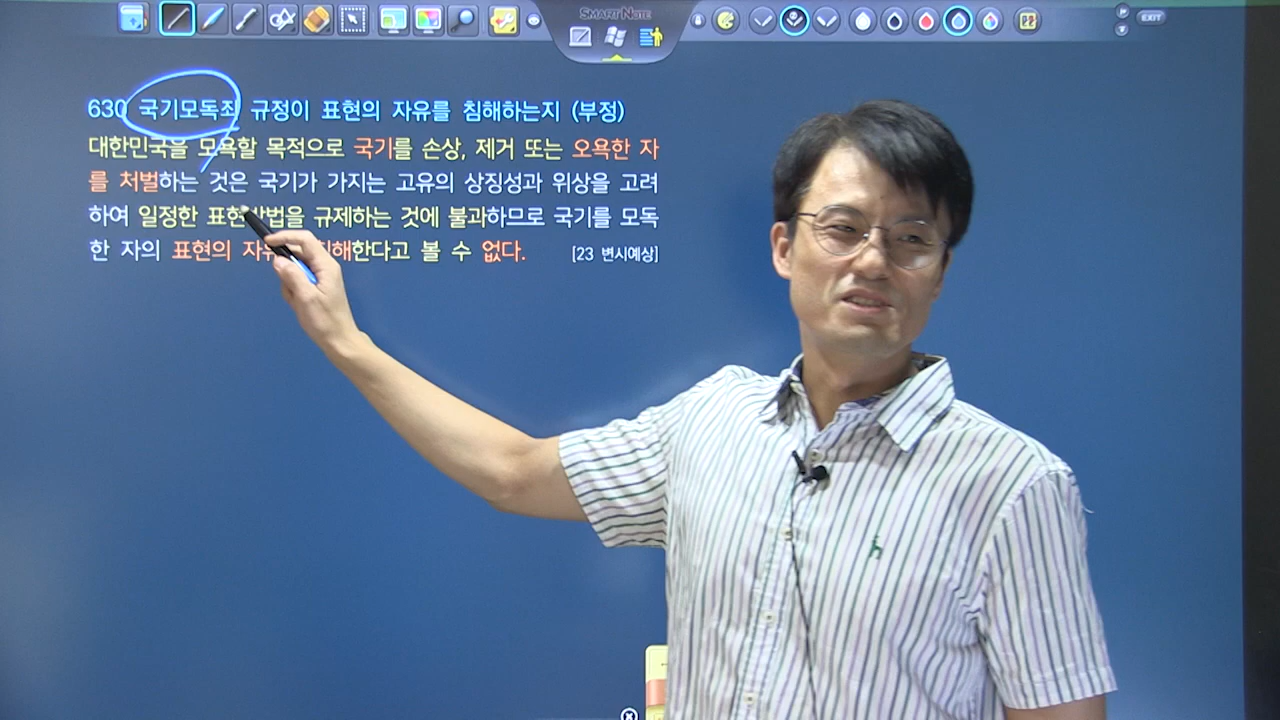 SMART NOTE
EXIT
630 국기모독죄 규정이 표현의 자유를 침해하는지 (부정)
대한민국을 모욕할 목적으로 국기를 손상, 제거 또는 오욕한 자
를 처벌하는 것은 국기가 가지는 고유의 상징성과 위상을 고려
하여 일정한 표현방법을 규제하는 것에 불과하므로 국기를 모독
한 자의 표현의 자유 침해한다고 볼 수 없다. [23 변시예상]